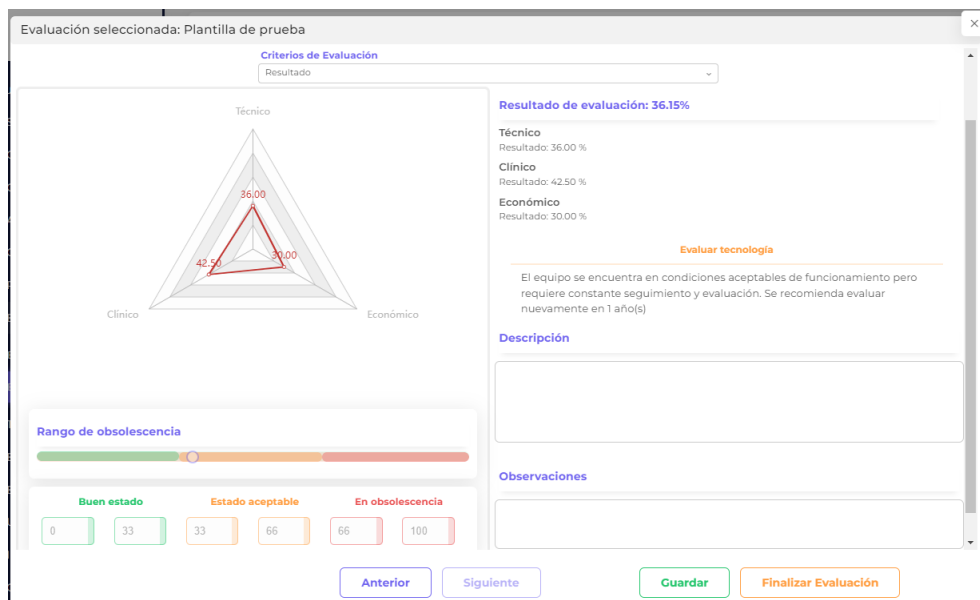 Evaluación seleccionada: Plantilla de prueba
×
Criterios de Evaluación
Resultado
Técnico
36.00
42.50
30.00
Clínico
Económico
Rango de obsolescencia
Buen estado
Estado aceptable
En obsolescencia
0
33
33
66
66
100
Resultado de evaluación: 36.15%
Técnico
Resultado: 36.00 %
Clínico
Resultado: 42.50 %
Económico
Resultado: 30.00 %
Evaluar tecnología
El equipo se encuentra en condiciones aceptables de funcionamiento pero
requiere constante seguimiento y evaluación. Se recomienda evaluar
nuevamente en 1 año(s)
Descripción
Observaciones
Anterior
Siguiente
Guardar
Finalizar Evaluación